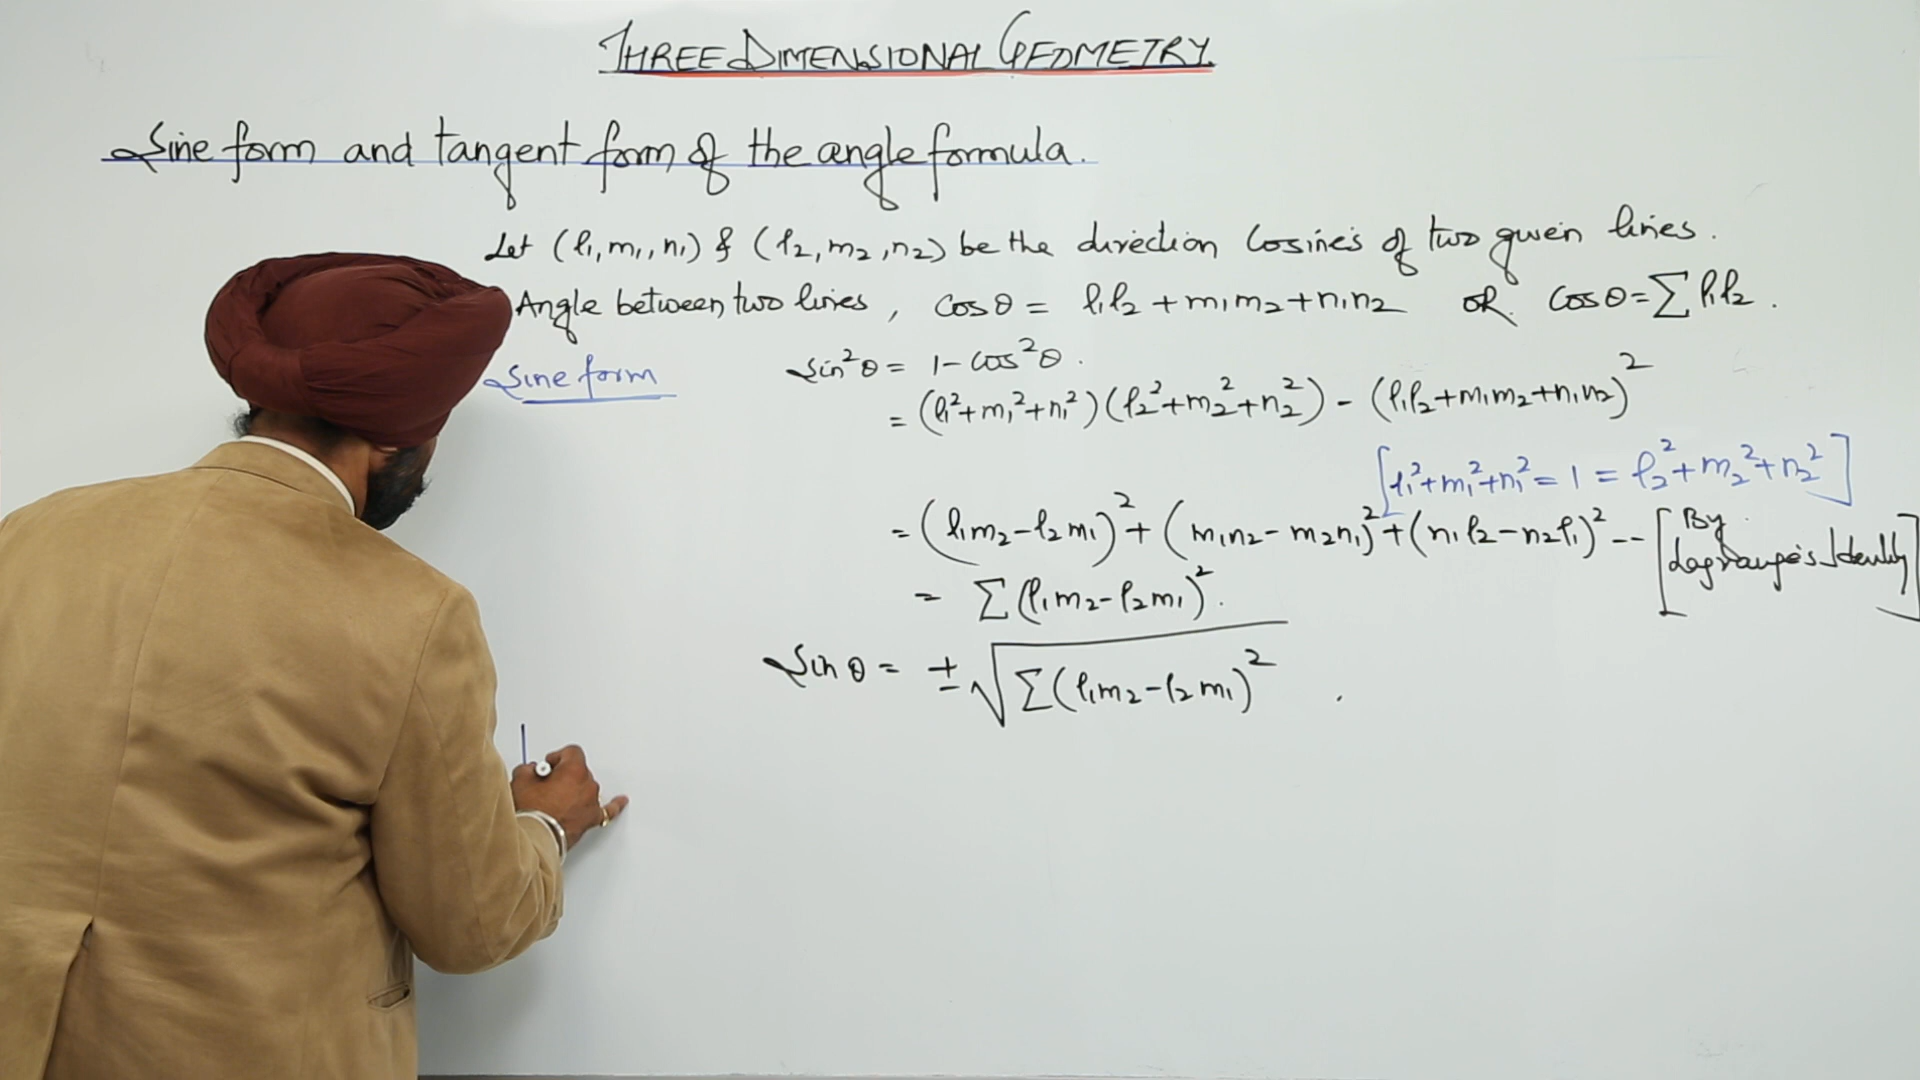 THREE DIMENSIONAL GEOMETRY.
Sine form and tangent form of the angle formula.
Let (l₁, m₁, n₁) & (l₂, m₂, n₂) be the direction Cosines of two given lines.
Angle between two lines, cos θ = l₁l₂ + m₁m₂ + n₁n₂ OR. Cos θ = ∑ l₁l₂.
Sine form
Sin²θ = 1 - cos²θ.
= (l₁² + m₁² + n₁²)(l₂² + m₂² + n₂²) - (l₁l₂ + m₁m₂ + n₁n₂)²
[l₁² + m₁² + n₁² = 1 = l₂² + m₂² + n₂²]
= (l₁m₂ - l₂m₁)² + (m₁n₂ - m₂n₁)² + (n₁l₂ - n₂l₁)² -- [By Lagrange's Identity]
= ∑(l₁m₂ - l₂m₁)².
Sin θ = ± √∑(l₁m₂ - l₂m₁)² .